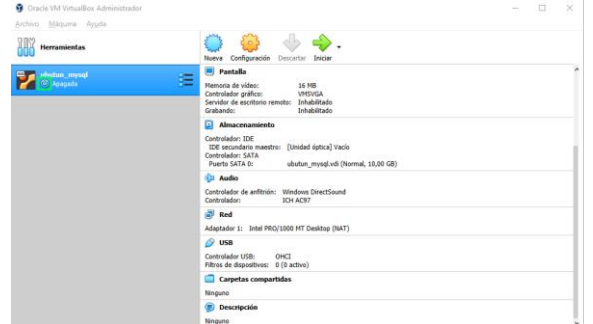 Oracle VM VirtualBox Administrador
Archivo Máquina Ayuda
Herramientas
Nueva Configuración Descartar Iniciar
ubutun_mysql
Apagada
Pantalla
Memoria de vídeo: 16 MB
Controlador gráfico: VMSVGA
Servidor de escritorio remoto: Inhabilitado
Grabando: Inhabilitado
Almacenamiento
Controlador: IDE
IDE secundario maestro: [Unidad óptica] Vacío
Controlador: SATA
Puerto SATA 0: ubutun_mysql.vdi (Normal, 10,00 GB)
Audio
Controlador de anfitrión: Windows DirectSound
Controlador: ICH AC97
Red
Adaptador 1: Intel PRO/1000 MT Desktop (NAT)
USB
Controlador USB: OHCI
Filtros de dispositivos: 0 (0 activo)
Carpetas compartidas
Ninguno
Descripción
Ninguno